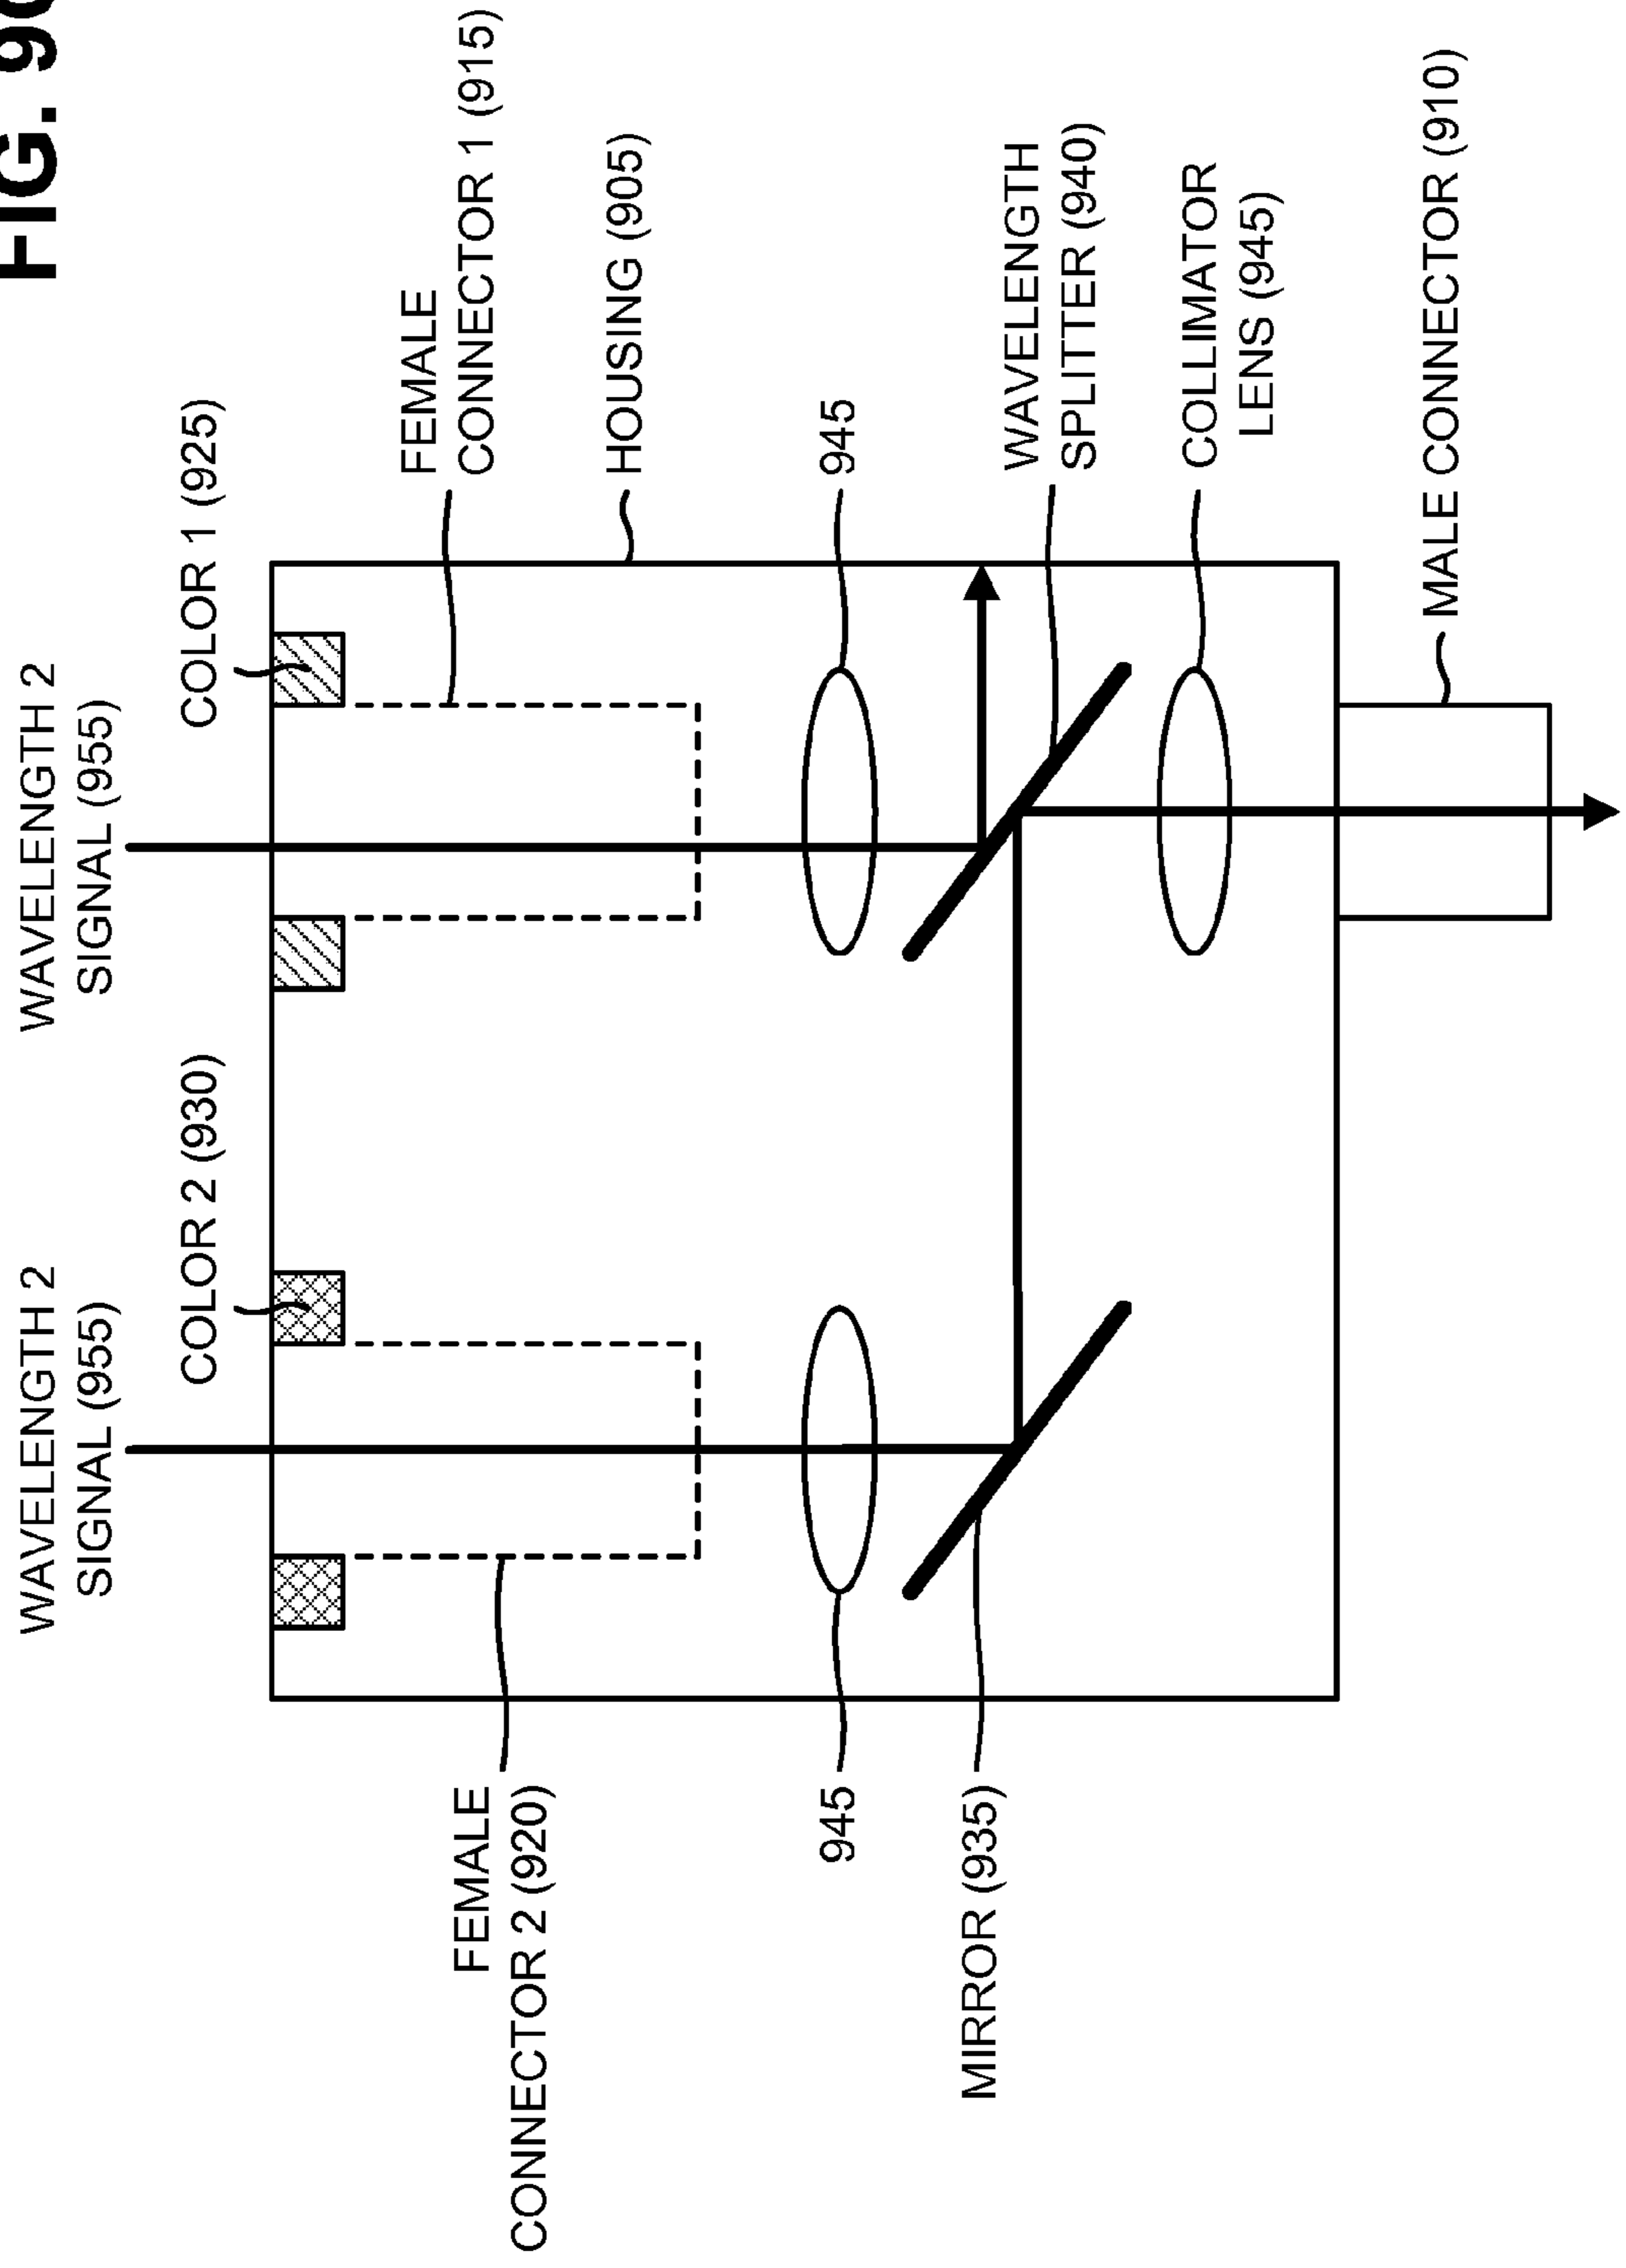 FIG.
WAVELENGTH 2
SIGNAL (955)
WAVELENGTH 2
SIGNAL (955)
COLOR 2 (930)
COLOR 1 (925)
FEMALE
CONNECTOR 1 (915)
FEMALE
CONNECTOR 2 (920)
HOUSING (905)
945
945
MIRROR (935)
WAVELENGTH
SPLITTER (940)
COLLIMATOR
LENS (945)
MALE CONNECTOR (910)